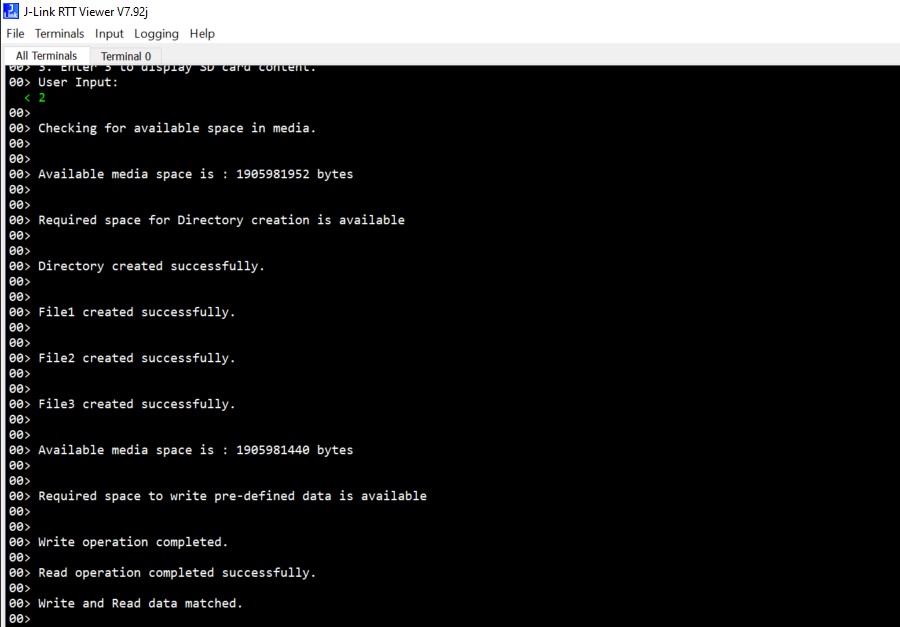 J-Link RTT Viewer V7.92j
File Terminals Input Logging Help
All Terminals Terminal 0
00> 3. Enter 3 to display SD card content.
00> User Input:
< 2
00>
00> Checking for available space in media.
00>
00>
00> Available media space is : 1905981952 bytes
00>
00>
00> Required space for Directory creation is available
00>
00>
00> Directory created successfully.
00>
00>
00> File1 created successfully.
00>
00>
00> File2 created successfully.
00>
00>
00> File3 created successfully.
00>
00>
00> Available media space is : 1905981440 bytes
00>
00>
00> Required space to write pre-defined data is available
00>
00>
00> Write operation completed.
00>
00> Read operation completed successfully.
00>
00> Write and Read data matched.
00>